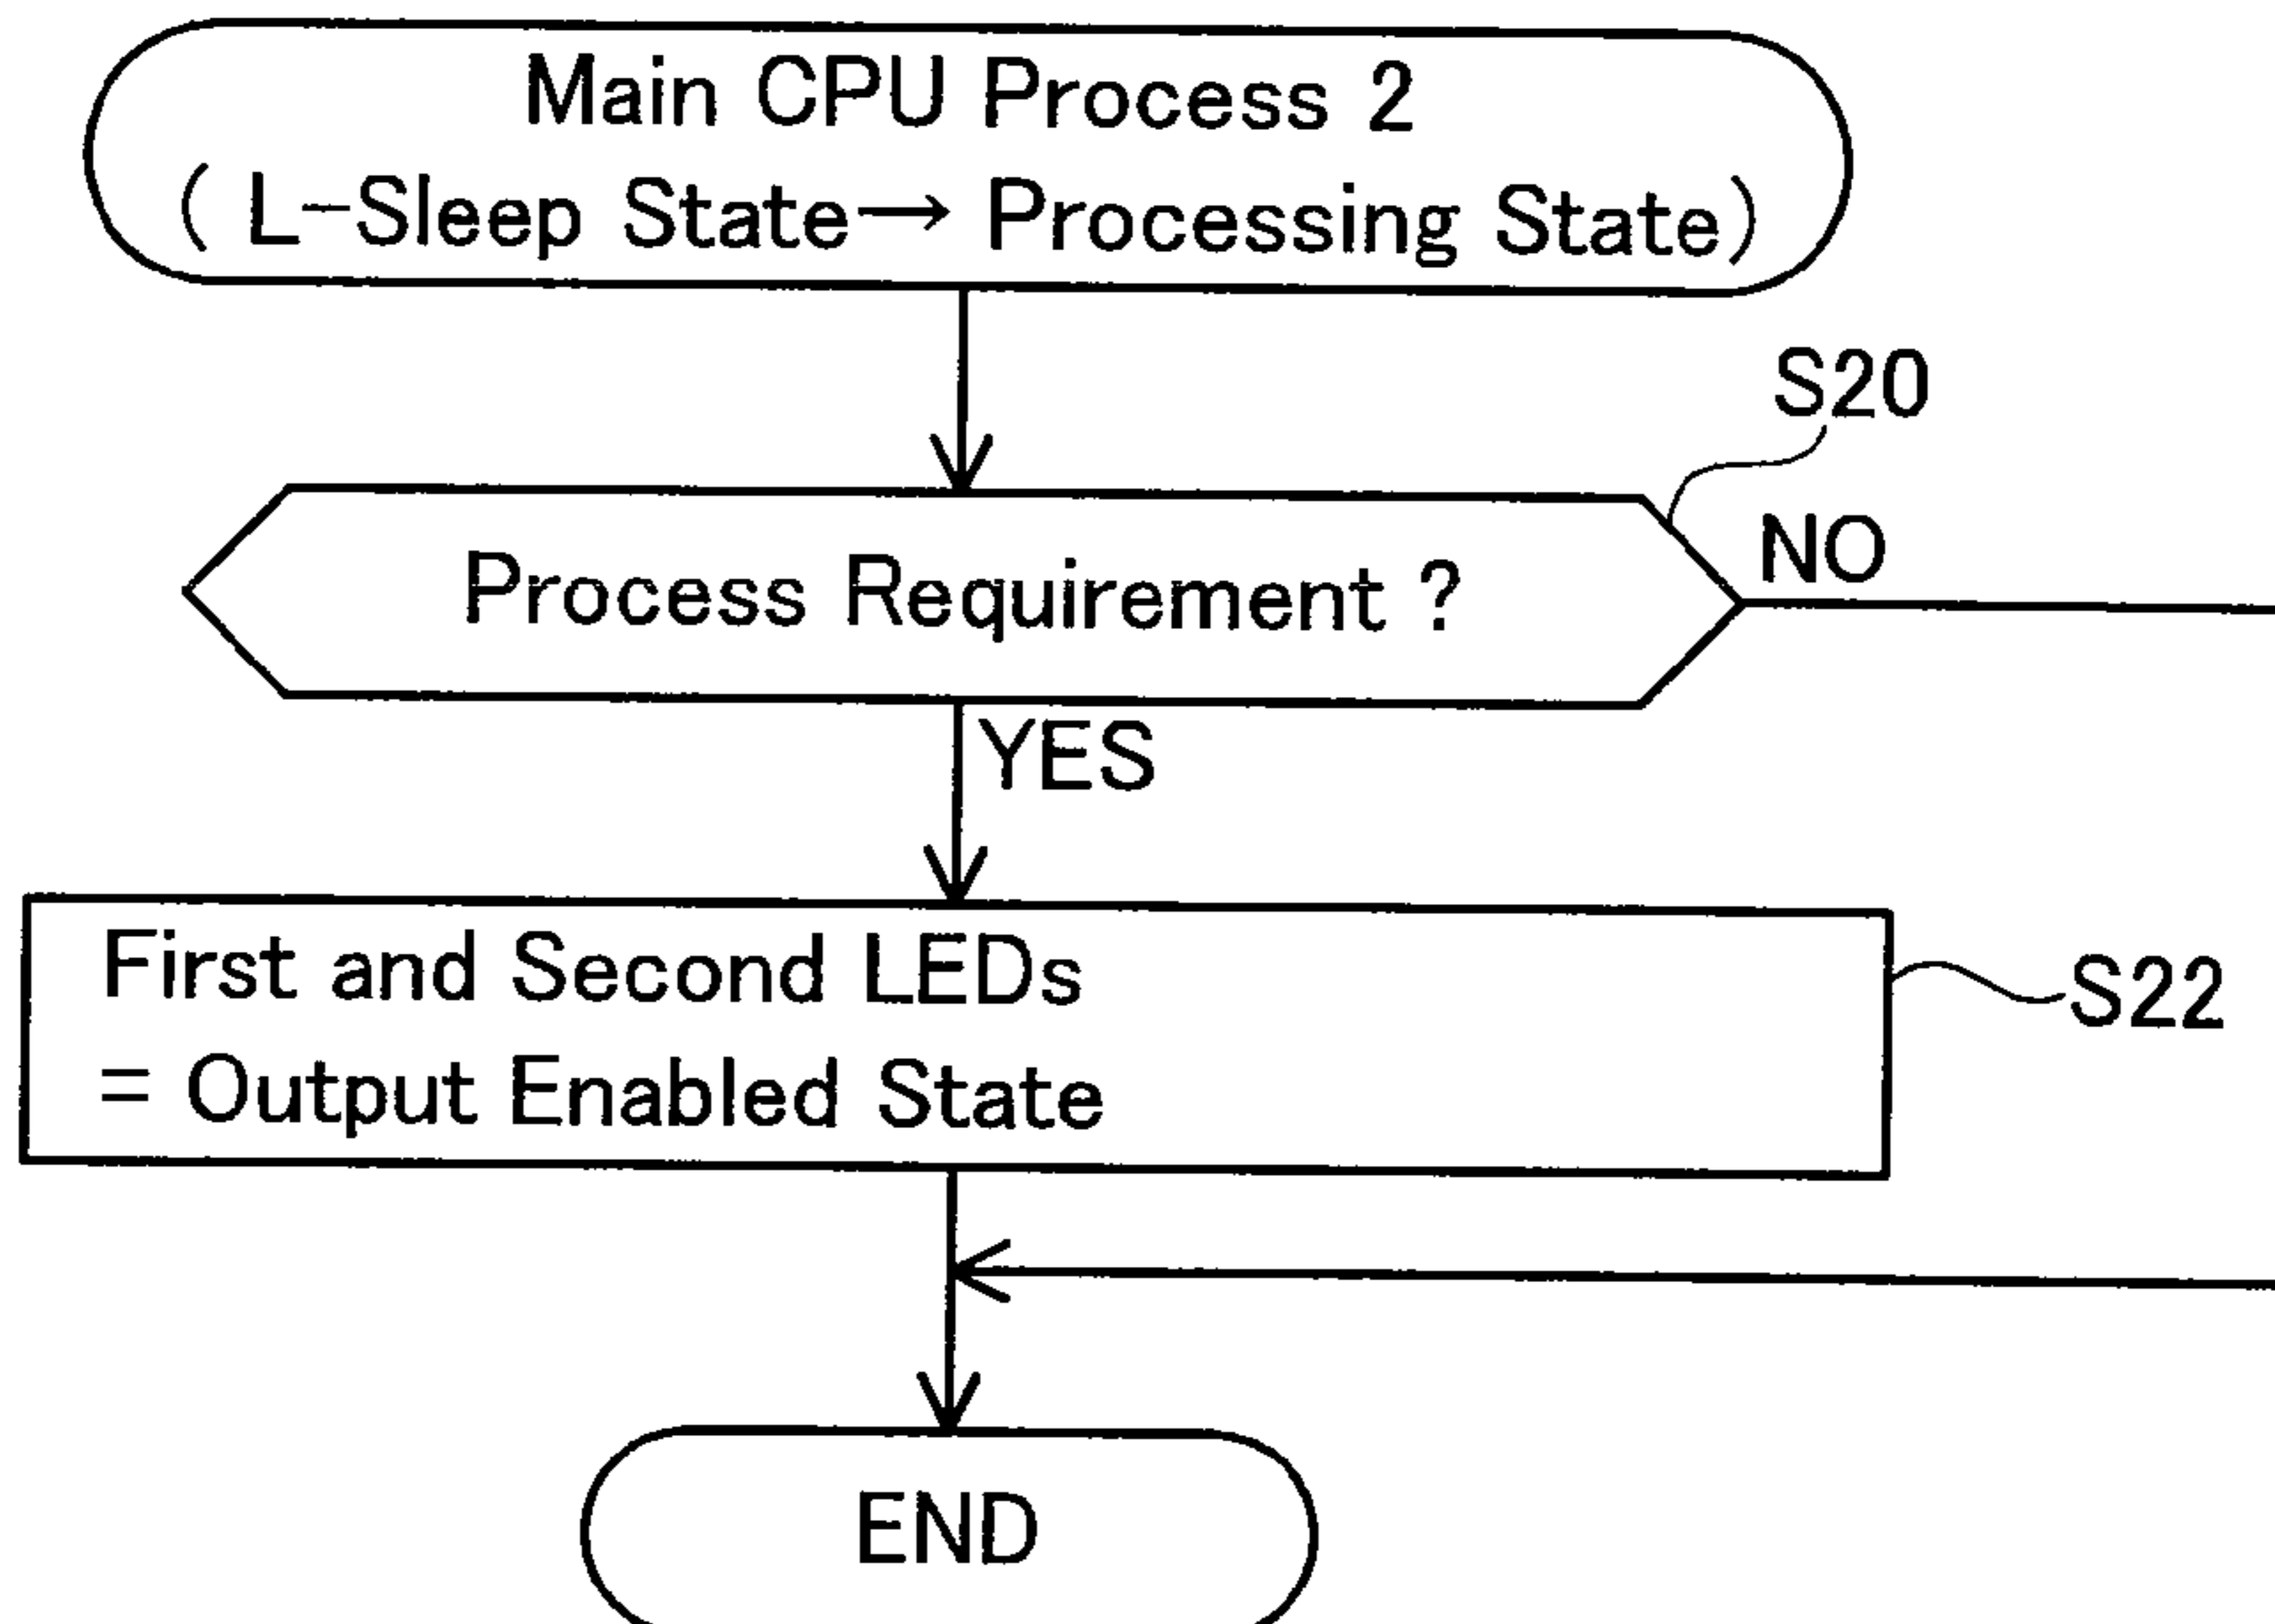 Main CPU Process 2
( L-Sleep State→ Processing State)
S20
Process Requirement ?
NO
YES
First and Second LEDs
= Output Enabled State
S22
END